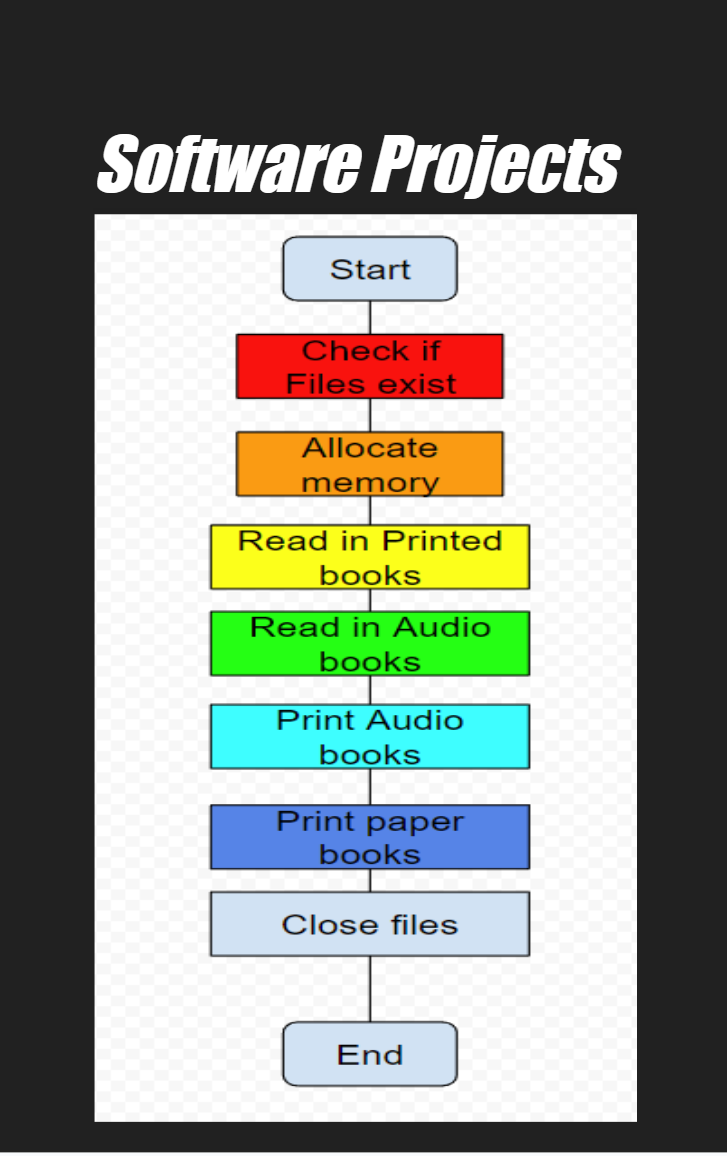 Software Projects
Start
Check if
Files exist
Allocate
memory
Read in Printed
books
Read in Audio
books
Print Audio
books
Print paper
books
Close files
End